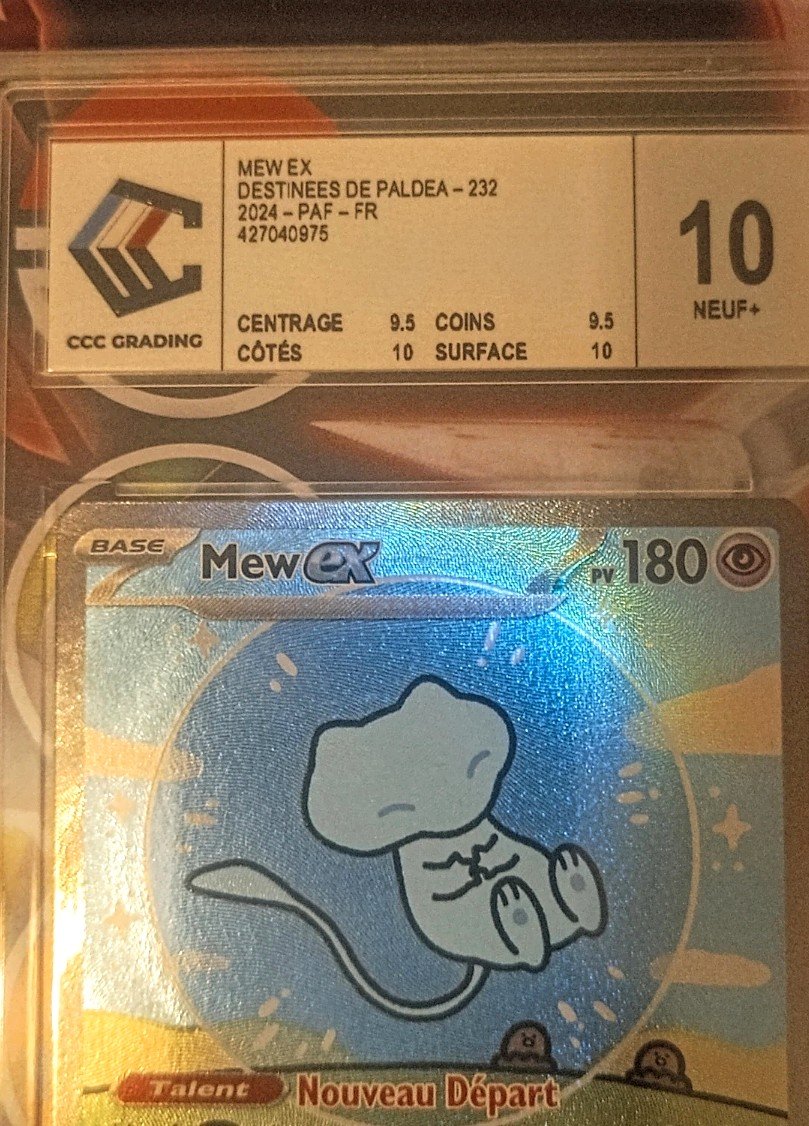 MEW EX
DESTINEES DE PALDEA – 232
2024 – PAF – FR
427040975
CENTRAGE 9.5 COINS 9.5
CÔTÉS 10 SURFACE 10
CCC GRADING
10
NEUF+
BASE Mew ex PV 180
Talent Nouveau Départ